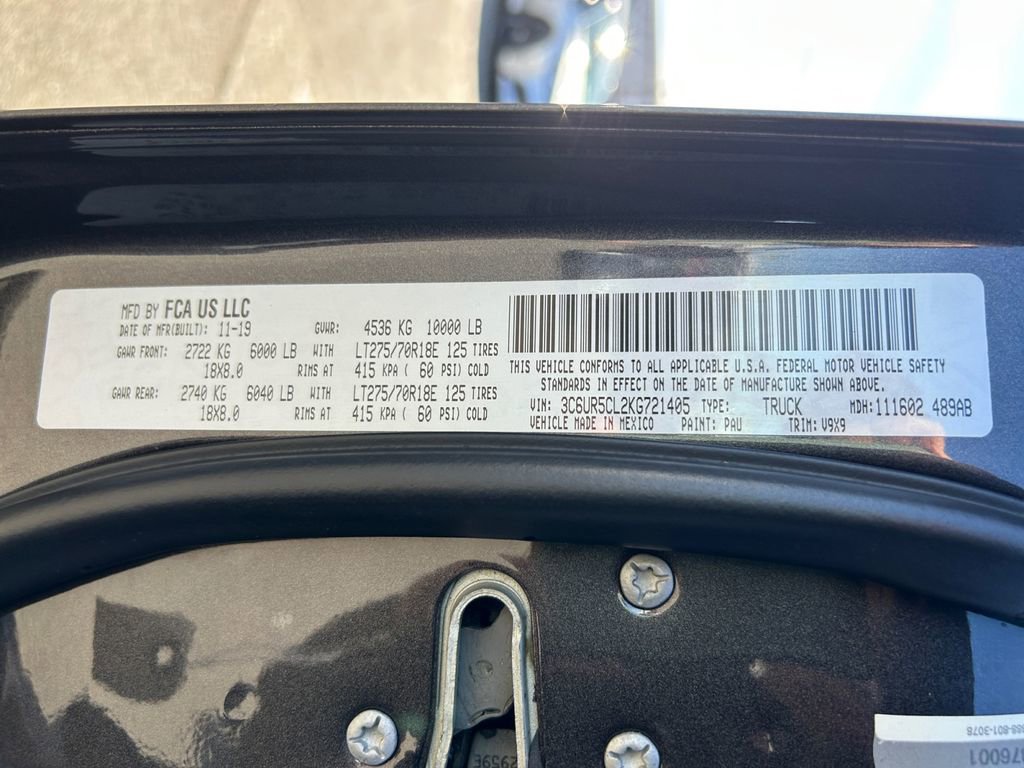 MFD BY FCA US LLC
DATE OF MFR(BUILT): 11-19 GVWR: 4536 KG 10000 LB
GAWR FRONT: 2722 KG 6000 LB WITH LT275/70R18E 125 TIRES
18X8.0 RIMS AT 415 KPA ( 60 PSI) COLD
GAWR REAR: 2740 KG 6040 LB WITH LT275/70R18E 125 TIRES
18X8.0 RIMS AT 415 KPA ( 60 PSI) COLD
THIS VEHICLE CONFORMS TO ALL APPLICABLE U.S.A. FEDERAL MOTOR VEHICLE SAFETY
STANDARDS IN EFFECT ON THE DATE OF MANUFACTURE SHOWN ABOVE.
VIN: 3C6UR5CL2KG721405 TYPE: TRUCK MDH: 111602 489AB
VEHICLE MADE IN MEXICO PAINT: PAU TRIM: V9X9
888-801-3078